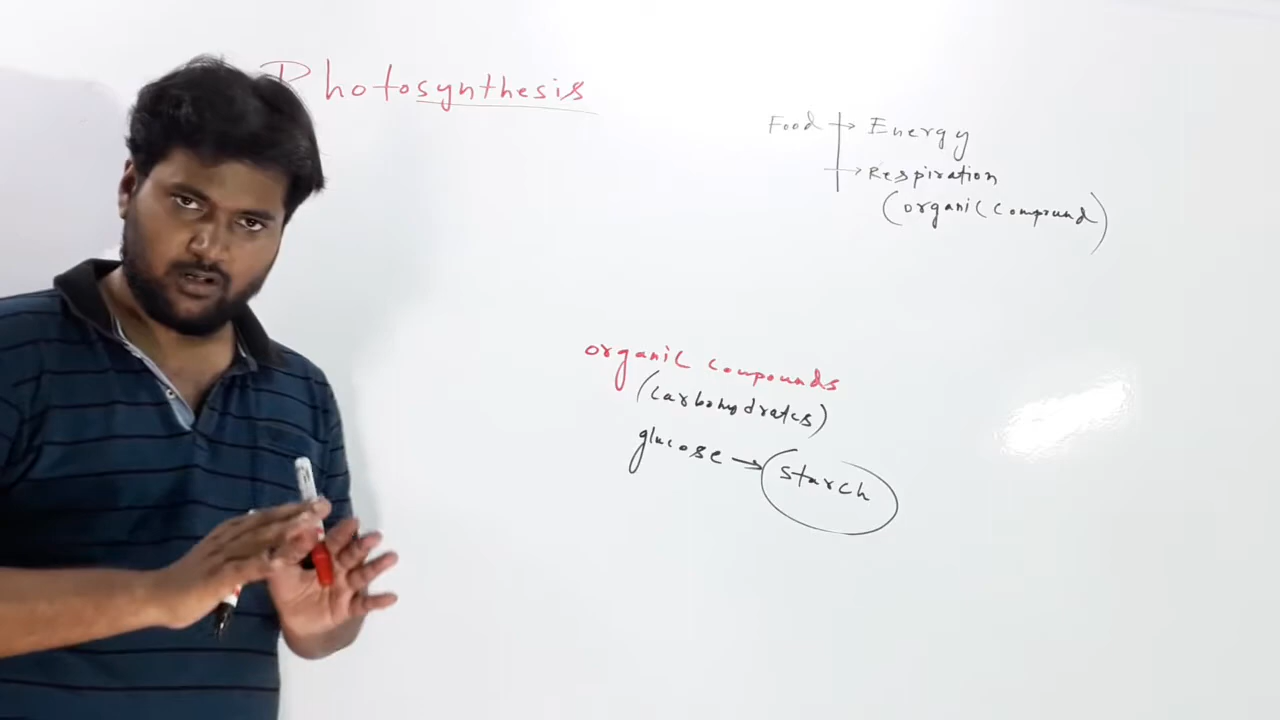 Photosynthesis
Food → Energy
→ Respiration
(organic compound)
organic compounds
(carbohydrates)
glucose → starch